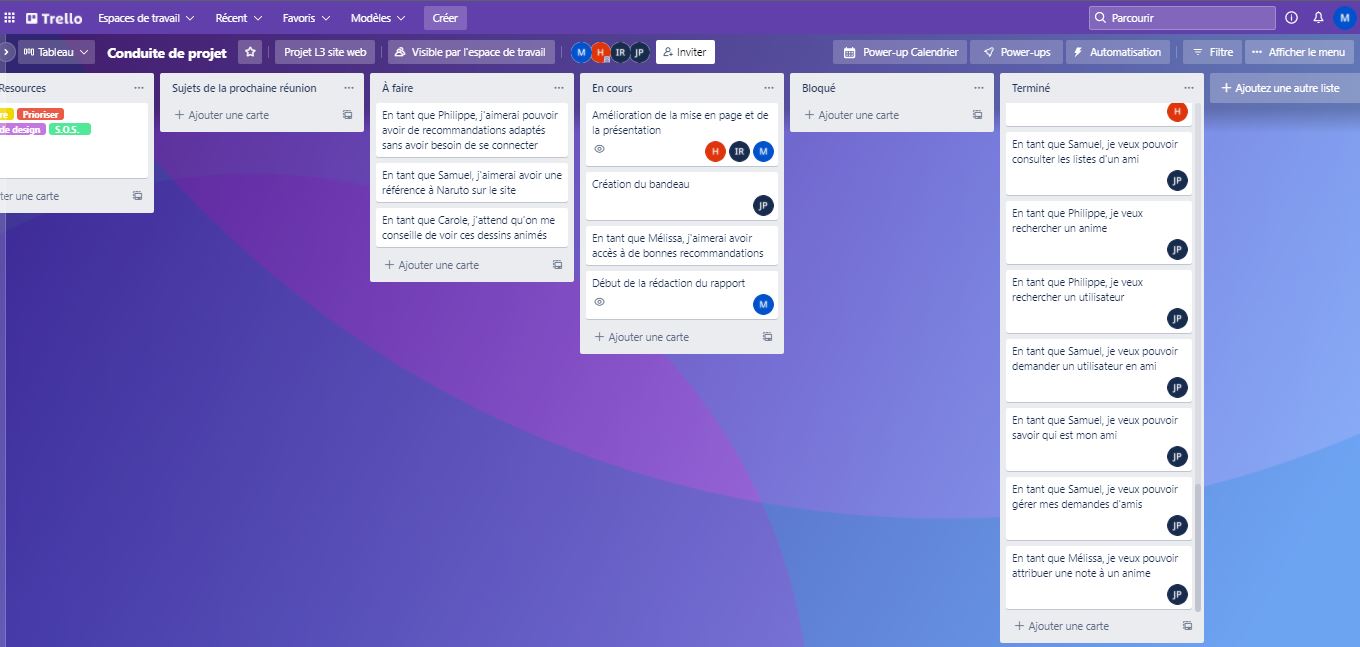 Trello
Espaces de travail
Récent
Favoris
Modèles
Créer
Parcourir
M
Tableau
Conduite de projet
Projet L3 site web
Visible par l'espace de travail
M
H
IR
JP
Inviter
Power-up Calendrier
Power-ups
Automatisation
Filtre
Afficher le menu
Resources
re
Prioriser
de design
S.O.S.
ter une carte
Sujets de la prochaine réunion
Ajouter une carte
À faire
En tant que Philippe, j'aimerai pouvoir
avoir de recommandations adaptés
sans avoir besoin de se connecter
En tant que Samuel, j'aimerai avoir une
référence à Naruto sur le site
En tant que Carole, j'attend qu'on me
conseille de voir ces dessins animés
Ajouter une carte
En cours
Amélioration de la mise en page et de
la présentation
H
IR
M
Création du bandeau
JP
En tant que Mélissa, j'aimerai avoir
accès à de bonnes recommandations
Début de la rédaction du rapport
M
Ajouter une carte
Bloqué
Ajouter une carte
Terminé
H
En tant que Samuel, je veux pouvoir
consulter les listes d'un ami
JP
En tant que Philippe, je veux
rechercher un anime
JP
En tant que Philippe, je veux
rechercher un utilisateur
JP
En tant que Samuel, je veux pouvoir
demander un utilisateur en ami
JP
En tant que Samuel, je veux pouvoir
savoir qui est mon ami
JP
En tant que Samuel, je veux pouvoir
gérer mes demandes d'amis
JP
En tant que Mélissa, je veux pouvoir
attribuer une note à un anime
JP
Ajouter une carte
Ajoutez une autre liste